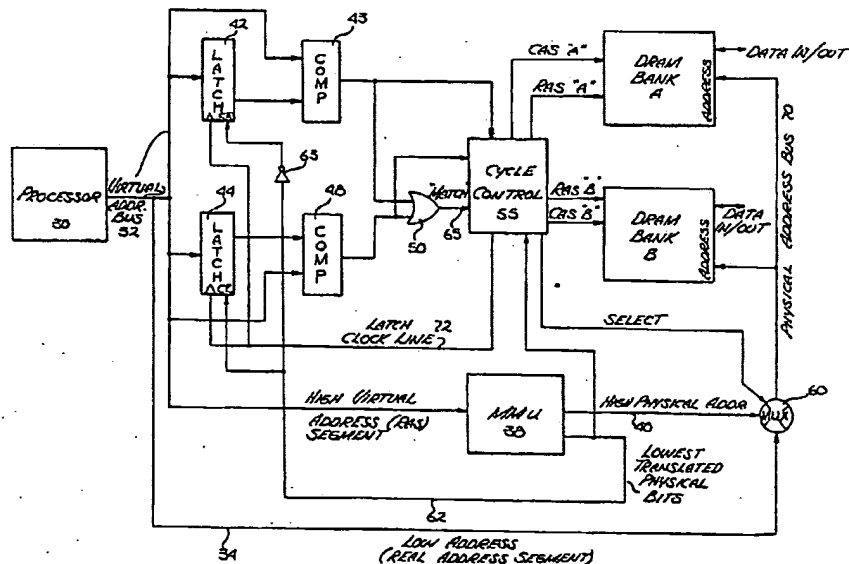 42
43
LATCH
CE
COMP
CAS "A"
RAS "A"
DRAM
BANK
A
ADDRESS
DATA IN/OUT
PROCESSOR
30
VIRTUAL
ADDR.
BUS
52
63
44
LATCH
CE
48
COMP
50
"MATCH"
65
CYCLE
CONTROL
55
RAS "B"
CAS "B"
DRAM
BANK
B
ADDRESS
DATA
IN/OUT
PHYSICAL ADDRESS BUS 70
LATCH 72
CLOCK LINE
SELECT
HIGH VIRTUAL
ADDRESS (RAS)
SEGMENT
MMU
38
HIGH PHYSICAL ADDR
40
MUX
60
LOWEST
TRANSLATED
PHYSICAL
BITS
62
34
LOW ADDRESS
(REAL ADDRESS SEGMENT)